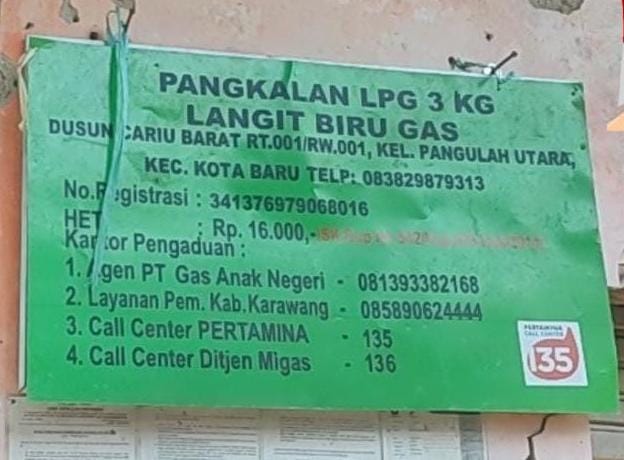 PANGKALAN LPG 3 KG
LANGIT BIRU GAS
DUSUN CARIU BARAT RT.001/RW.001, KEL. PANGULAH UTARA,
KEC. KOTA BARU TELP: 083829879313
No.Registrasi : 341376979068016
HET : Rp. 16.000,-
Kantor Pengaduan :
1. Agen PT Gas Anak Negeri - 081393382168
2. Layanan Pem. Kab.Karawang - 085890624444
3. Call Center PERTAMINA - 135
4. Call Center Ditjen Migas - 136
PERTAMINA
CALL CENTER
135